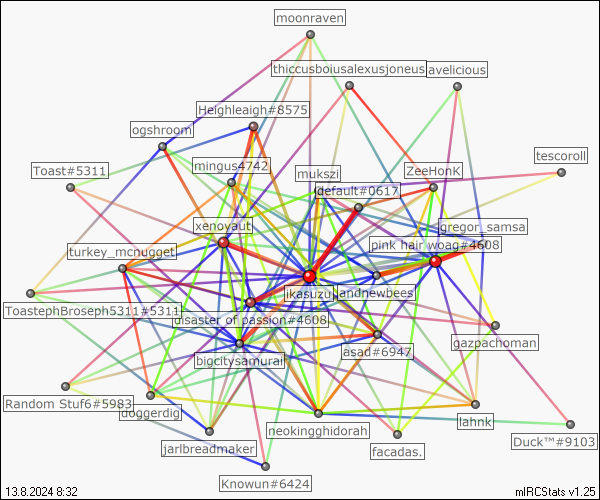 moonraven
thiccusboiusalexusjoneus
avelicious
Heighleaigh#8575
ogshroom
tescoroll
mingus4742
Toast#5311
mukszi
ZeeHonK
default#0617
xenovaut
gregor_samsa
pink hair woag#4608
turkey_mcnugget
ikasuzu
landnewbees
ToastephBroseph5311#5311
disaster of passion#4608
gazpachoman
bigcitysamurai
asad#6947
Random Stuf6#5983
doggerdig
lahnk
neokingghidorah
Duck™#9103
jarlbreadmaker
facadas.
Knowun#6424
13.8.2024 8:32
mIRCStats v1.25